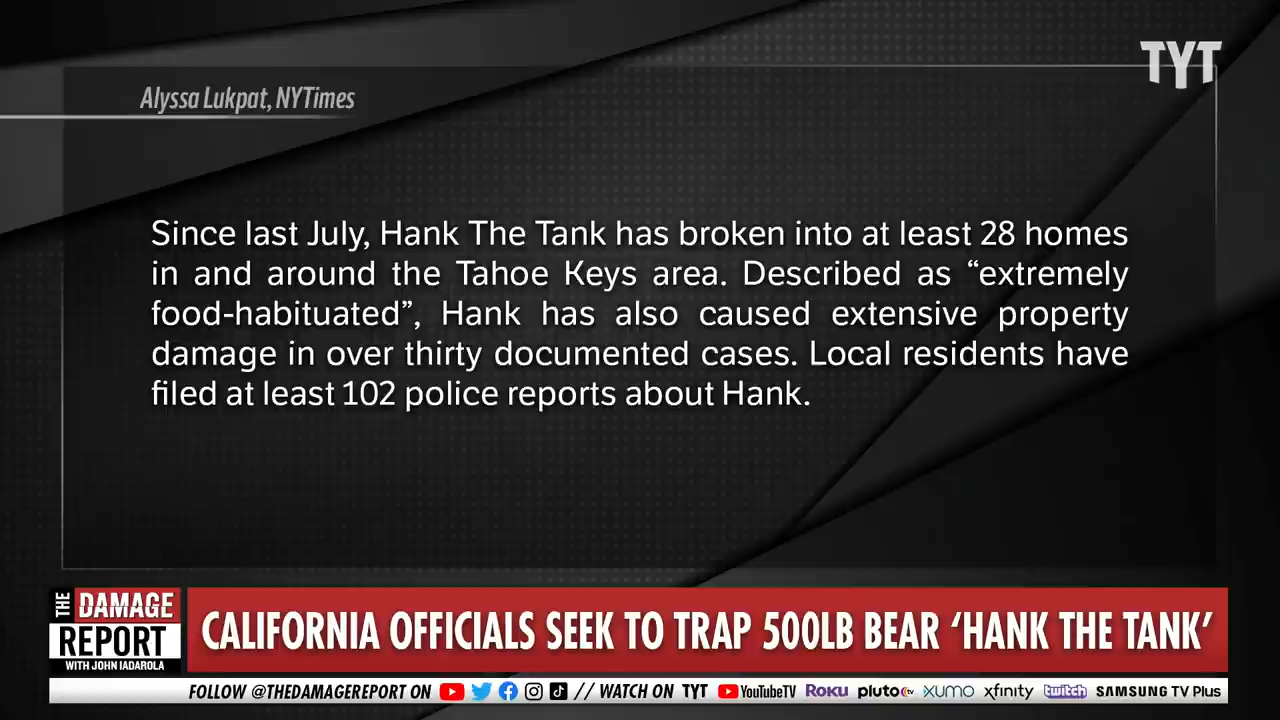 TYT
Alyssa Lukpat, NYTimes
Since last July, Hank The Tank has broken into at least 28 homes
in and around the Tahoe Keys area. Described as “extremely
food-habituated”, Hank has also caused extensive property
damage in over thirty documented cases. Local residents have
filed at least 102 police reports about Hank.
THE DAMAGE
REPORT
WITH JOHN IADAROLA
CALIFORNIA OFFICIALS SEEK TO TRAP 500LB BEAR ‘HANK THE TANK’
FOLLOW @THEDAMAGEREPORT ON // WATCH ON TYT YouTubeTV ROKU pluto tv XUMO xfinity twitch SAMSUNG TV Plus